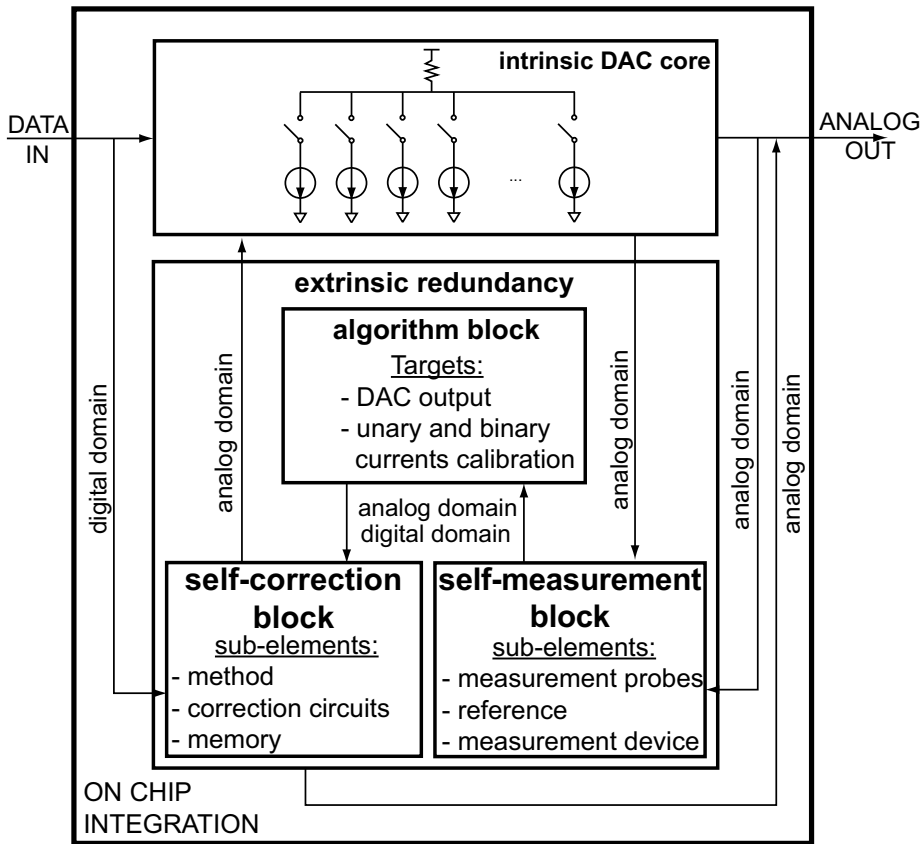 intrinsic DAC core
DATA
IN
ANALOG
OUT
...
extrinsic redundancy
algorithm block
Targets:
- DAC output
- unary and binary
currents calibration
digital domain
analog domain
analog domain
digital domain
analog domain
analog domain
analog domain
self-correction
block
sub-elements:
- method
- correction circuits
- memory
self-measurement
block
sub-elements:
- measurement probes
- reference
- measurement device
ON CHIP
INTEGRATION